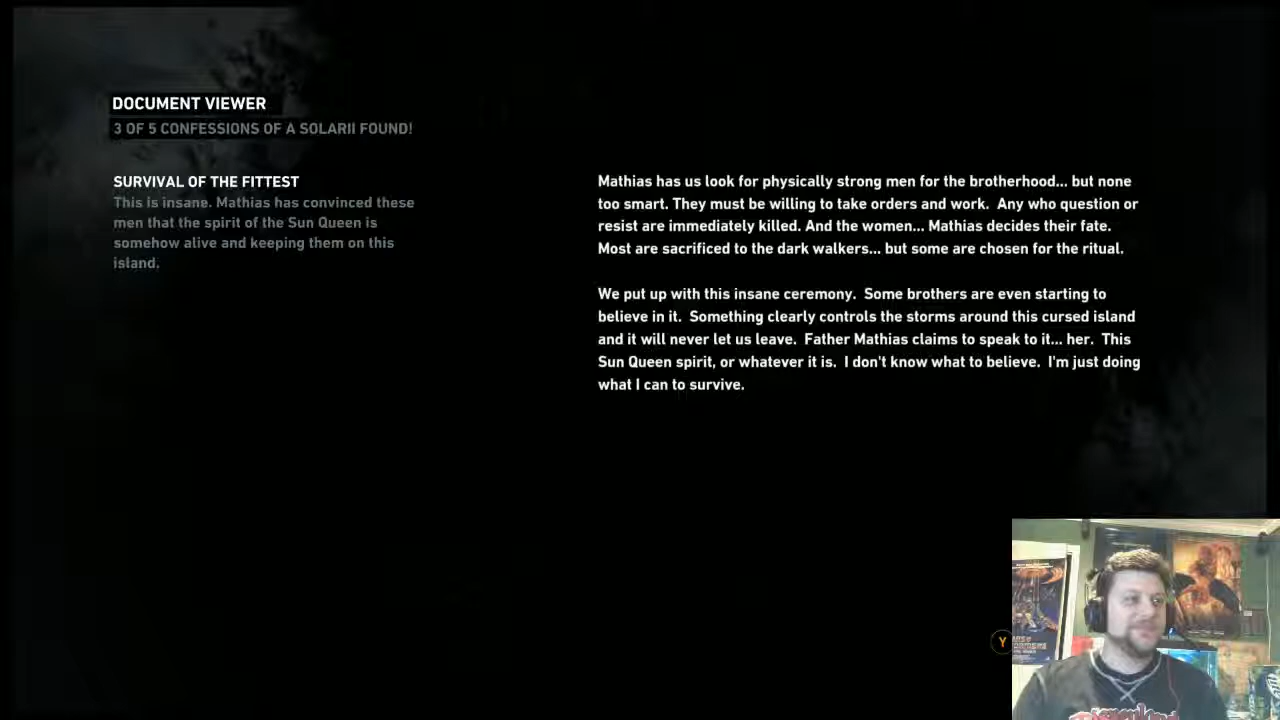 DOCUMENT VIEWER
3 OF 5 CONFESSIONS OF A SOLARII FOUND!
SURVIVAL OF THE FITTEST
This is insane. Mathias has convinced these
men that the spirit of the Sun Queen is
somehow alive and keeping them on this
island.
Mathias has us look for physically strong men for the brotherhood... but none
too smart. They must be willing to take orders and work.  Any who question or
resist are immediately killed. And the women... Mathias decides their fate.
Most are sacrificed to the dark walkers... but some are chosen for the ritual.
We put up with this insane ceremony.  Some brothers are even starting to
believe in it.  Something clearly controls the storms around this cursed island
and it will never let us leave.  Father Mathias claims to speak to it... her.  This
Sun Queen spirit, or whatever it is.  I don't know what to believe.  I'm just doing
what I can to survive.
Y